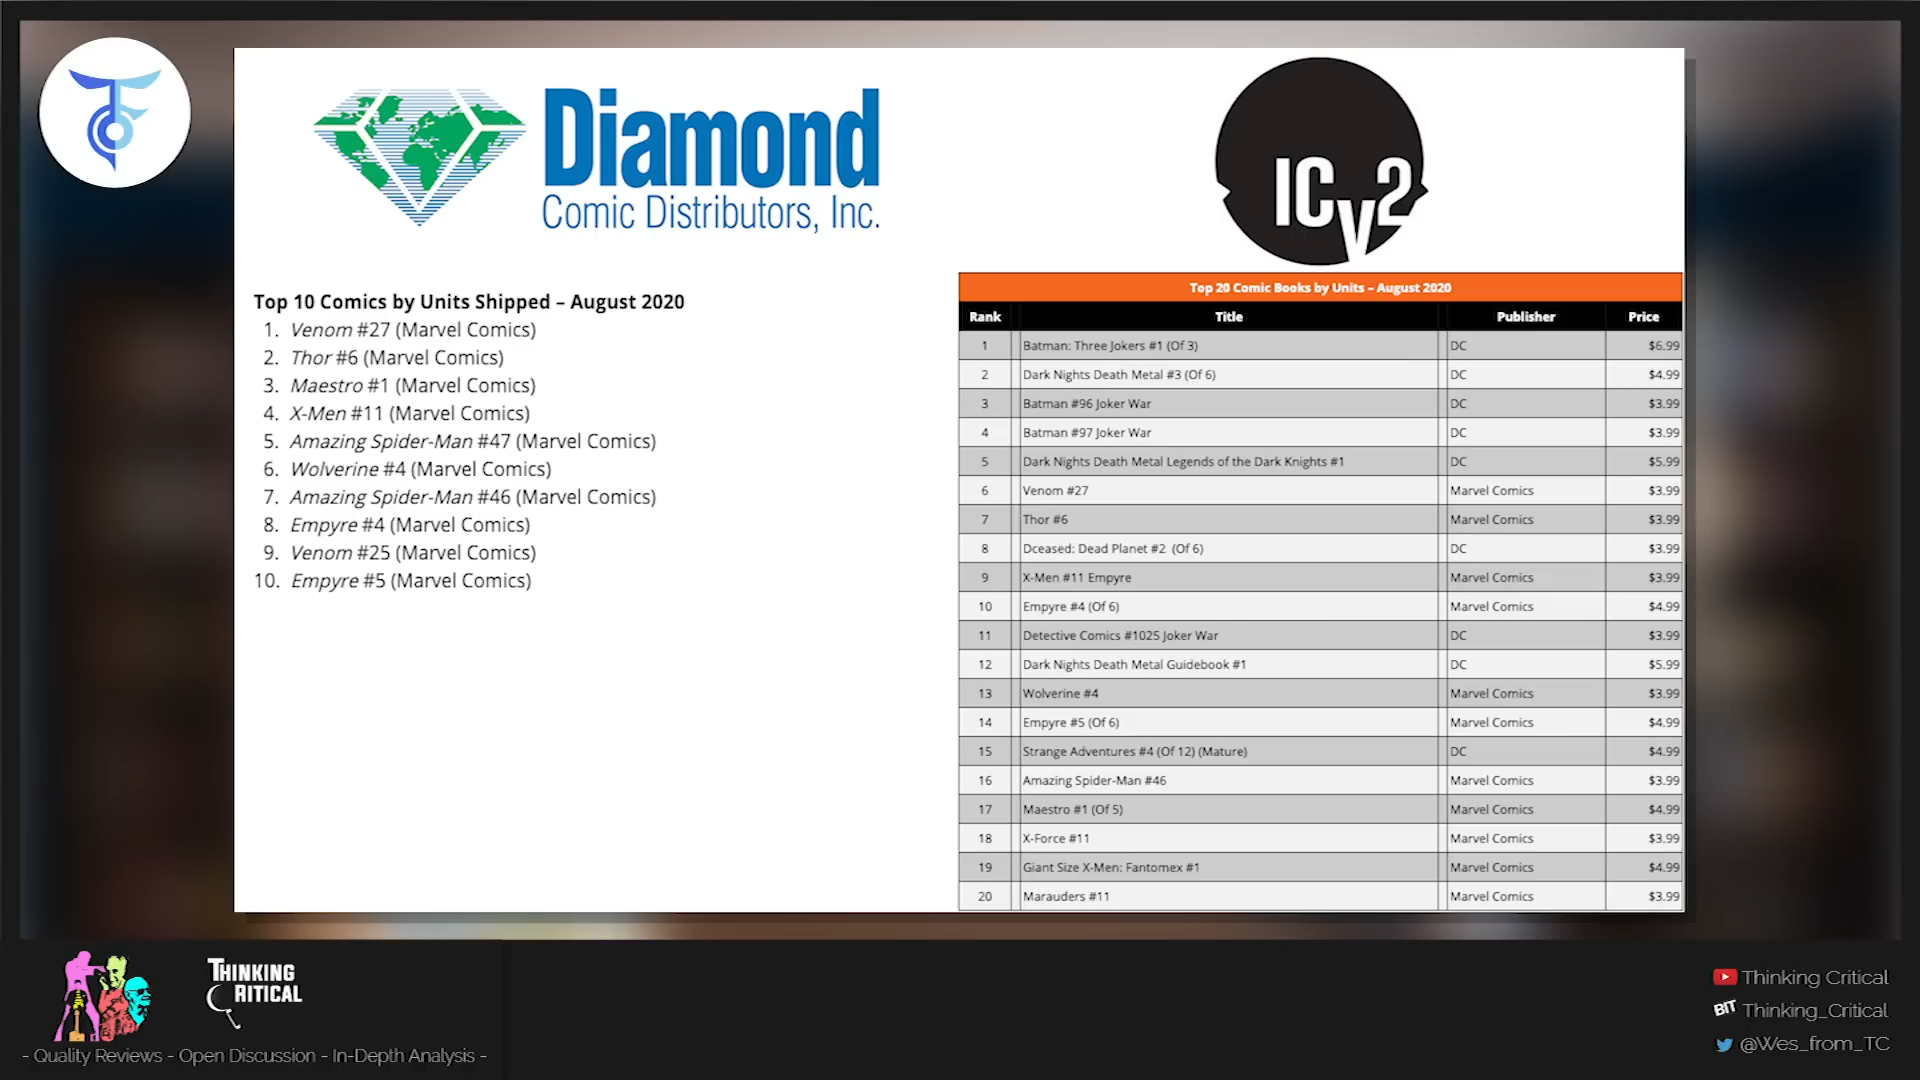 Diamond
Comic Distributors, Inc.
ICv2
Top 10 Comics by Units Shipped – August 2020
1. Venom #27 (Marvel Comics)
2. Thor #6 (Marvel Comics)
3. Maestro #1 (Marvel Comics)
4. X-Men #11 (Marvel Comics)
5. Amazing Spider-Man #47 (Marvel Comics)
6. Wolverine #4 (Marvel Comics)
7. Amazing Spider-Man #46 (Marvel Comics)
8. Empyre #4 (Marvel Comics)
9. Venom #25 (Marvel Comics)
10. Empyre #5 (Marvel Comics)
Top 20 Comic Books by Units – August 2020
Rank Title Publisher Price
1 Batman: Three Jokers #1 (Of 3) DC $6.99
2 Dark Nights Death Metal #3 (Of 6) DC $4.99
3 Batman #96 Joker War DC $3.99
4 Batman #97 Joker War DC $3.99
5 Dark Nights Death Metal Legends of the Dark Knights #1 DC $5.99
6 Venom #27 Marvel Comics $3.99
7 Thor #6 Marvel Comics $3.99
8 Dceased: Dead Planet #2 (Of 6) DC $3.99
9 X-Men #11 Empyre Marvel Comics $3.99
10 Empyre #4 (Of 6) Marvel Comics $4.99
11 Detective Comics #1025 Joker War DC $3.99
12 Dark Nights Death Metal Guidebook #1 DC $5.99
13 Wolverine #4 Marvel Comics $3.99
14 Empyre #5 (Of 6) Marvel Comics $4.99
15 Strange Adventures #4 (Of 12) (Mature) DC $4.99
16 Amazing Spider-Man #46 Marvel Comics $3.99
17 Maestro #1 (Of 5) Marvel Comics $4.99
18 X-Force #11 Marvel Comics $3.99
19 Giant Size X-Men: Fantomex #1 Marvel Comics $4.99
20 Marauders #11 Marvel Comics $3.99
THINKING
CRITICAL
- Quality Reviews - Open Discussion - In-Depth Analysis -
Thinking Critical
BIT Thinking_Critical
@Wes_from_TC